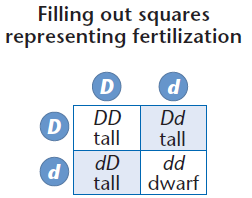 Filling out squares
representing fertilization
D d
D DD Dd
tall tall
d dD dd
tall dwarf